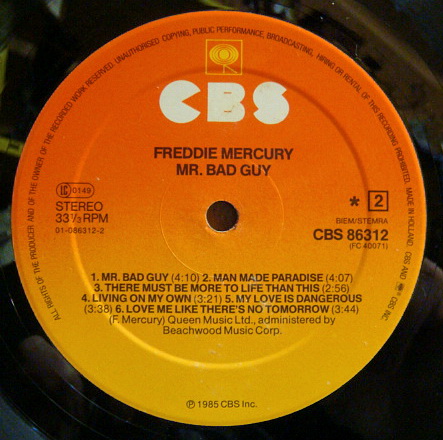 ALL RIGHTS OF THE PRODUCER AND OF THE OWNER OF THE RECORDED WORK RESERVED. UNAUTHORISED COPYING, PUBLIC PERFORMANCE, BROADCASTING, HIRING OR RENTAL OF THIS RECORDING PROHIBITED. MADE IN HOLLAND. CBS AND ARE CBS INC
CBS
FREDDIE MERCURY
MR. BAD GUY
LC 0149
STEREO
33⅓ RPM
01-086312-2
* 2
BIEM/STEMRA
CBS 86312
(FC 40071)
1. MR. BAD GUY (4:10) 2. MAN MADE PARADISE (4:07)
3. THERE MUST BE MORE TO LIFE THAN THIS (2:56)
4. LIVING ON MY OWN (3:21) 5. MY LOVE IS DANGEROUS
(3:38) 6. LOVE ME LIKE THERE'S NO TOMORROW (3:44)
(F. Mercury) Queen Music Ltd., administered by
Beachwood Music Corp.
℗ 1985 CBS Inc.